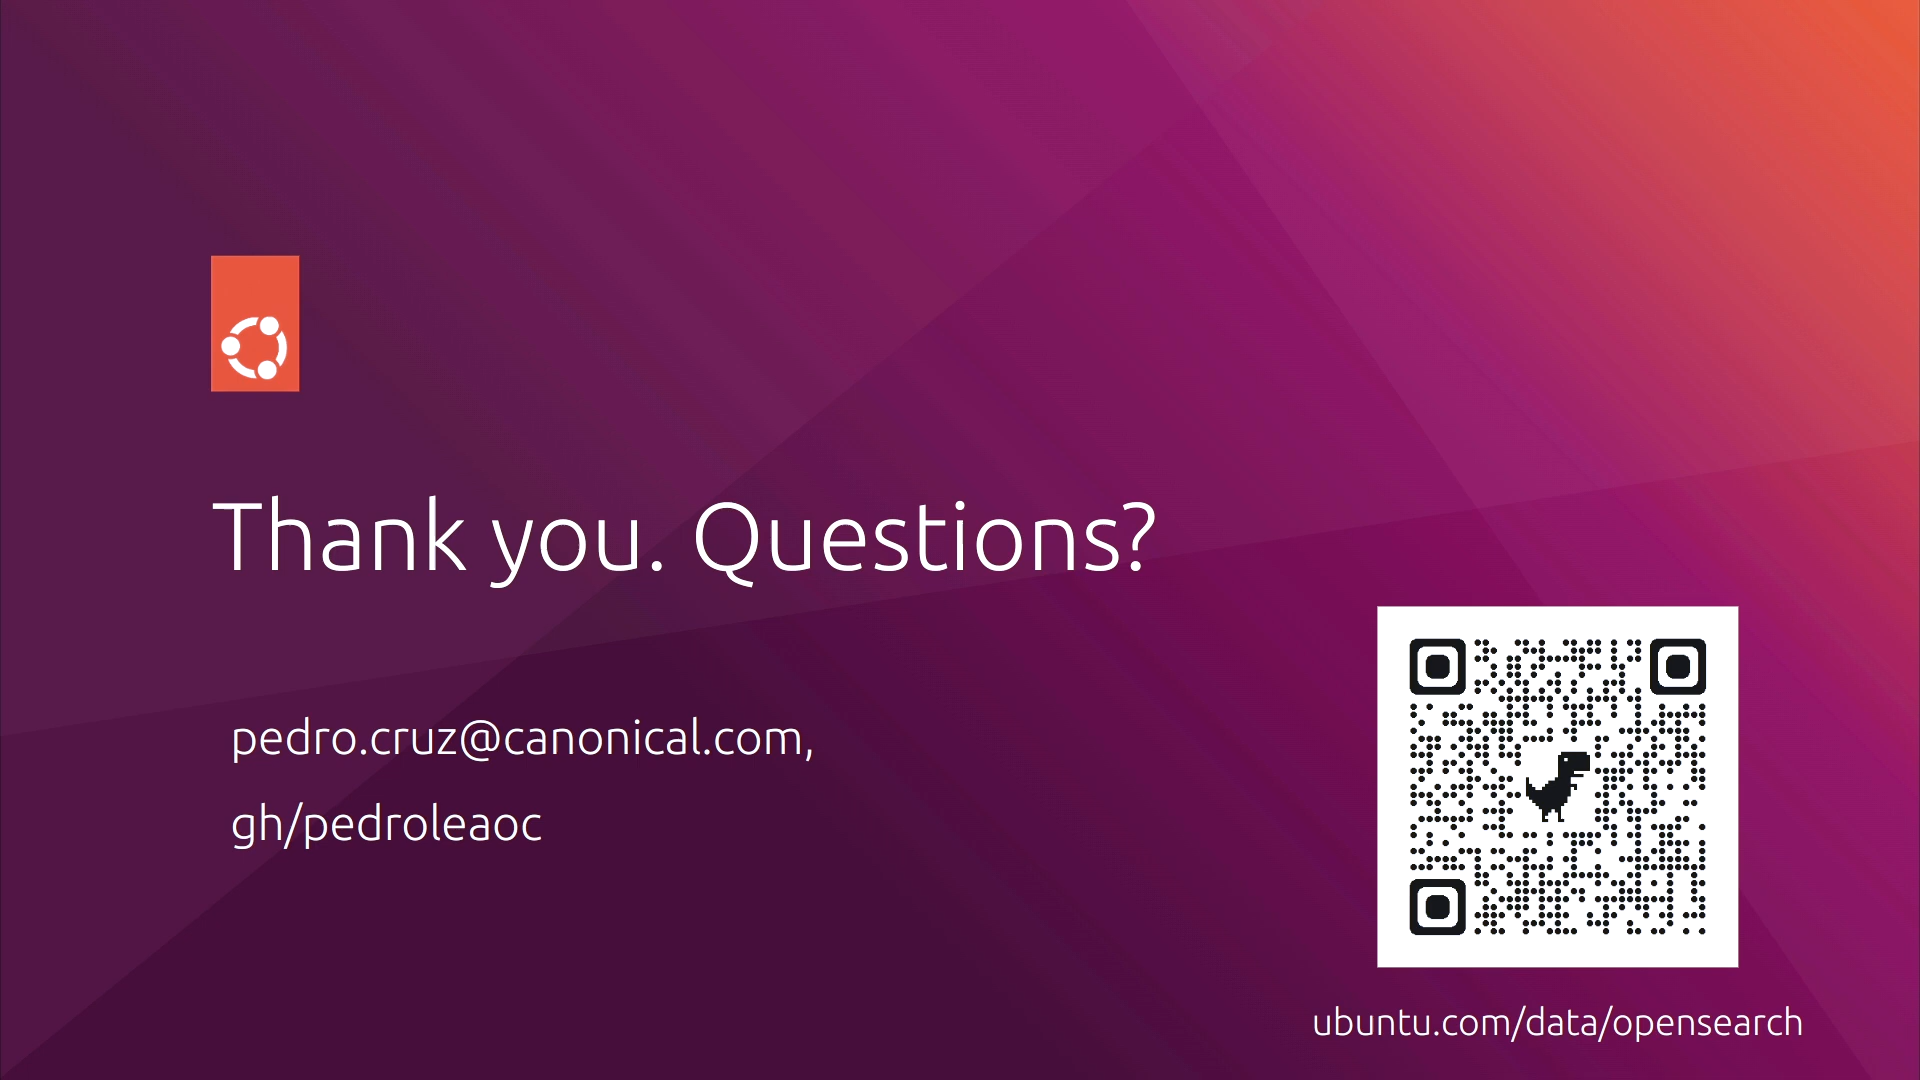 Thank you. Questions?
pedro.cruz@canonical.com,
gh/pedroleaoc
ubuntu.com/data/opensearch